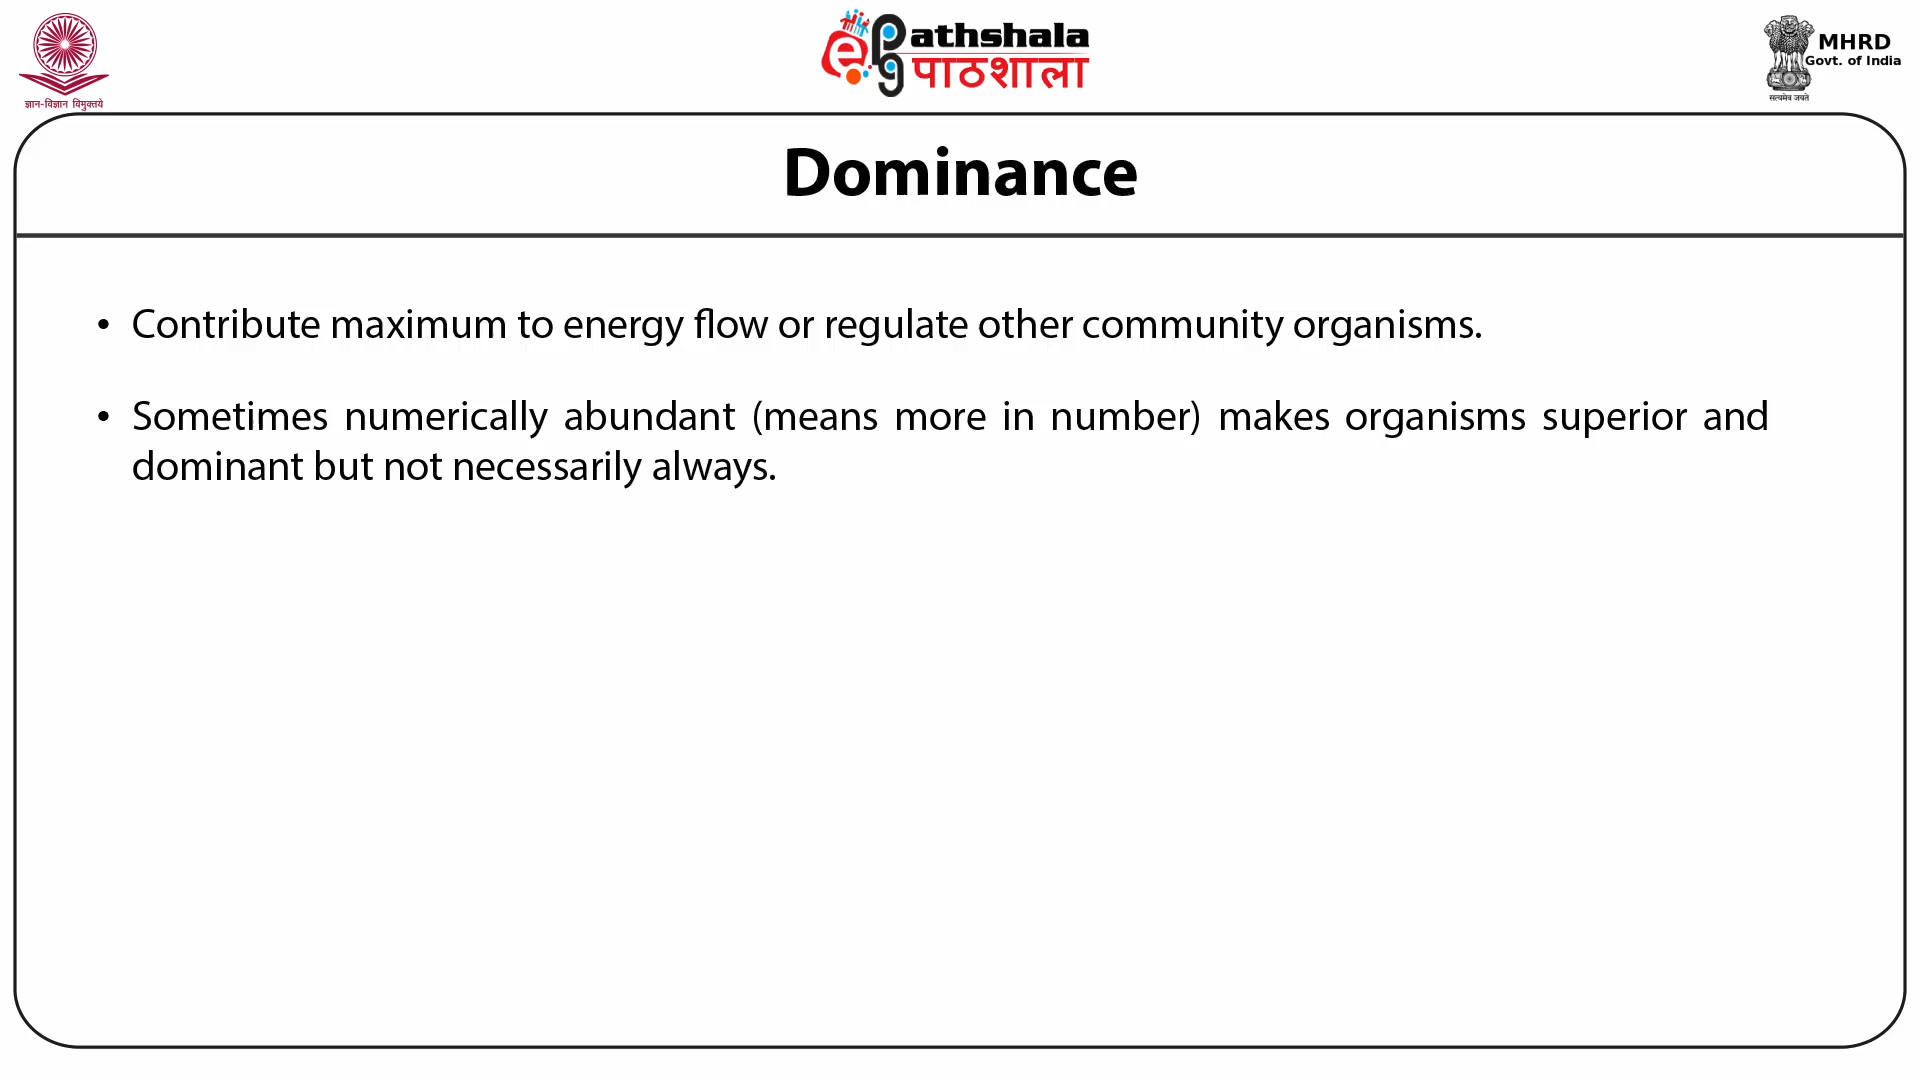 ज्ञान-विज्ञान विमुक्तये
ePG Pathshala
पाठशाला
MHRD
Govt. of India
सत्यमेव जयते
Dominance
• Contribute maximum to energy flow or regulate other community organisms.
• Sometimes numerically abundant (means more in number) makes organisms superior and
dominant but not necessarily always.